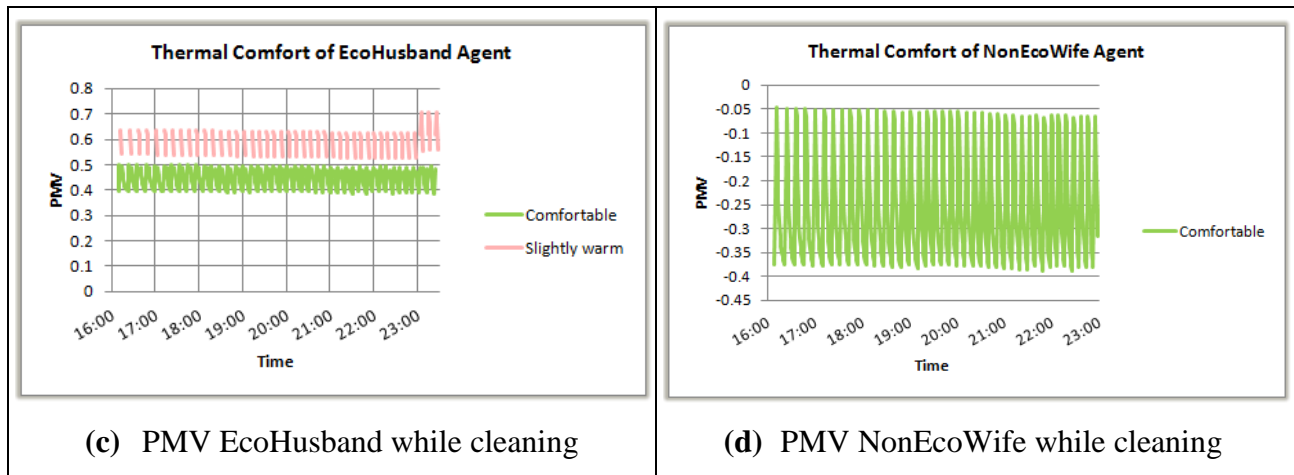 Thermal Comfort of EcoHusband Agent
0.8
0.7
0.6
0.5
0.4
0.3
0.2
0.1
0
PMV
16:00 17:00 18:00 19:00 20:00 21:00 22:00 23:00
Time
Comfortable
Slightly warm
(c) PMV EcoHusband while cleaning
Thermal Comfort of NonEcoWife Agent
0
-0.05
-0.1
-0.15
-0.2
-0.25
-0.3
-0.35
-0.4
-0.45
PMV
16:00 17:00 18:00 19:00 20:00 21:00 22:00 23:00
Time
Comfortable
(d) PMV NonEcoWife while cleaning